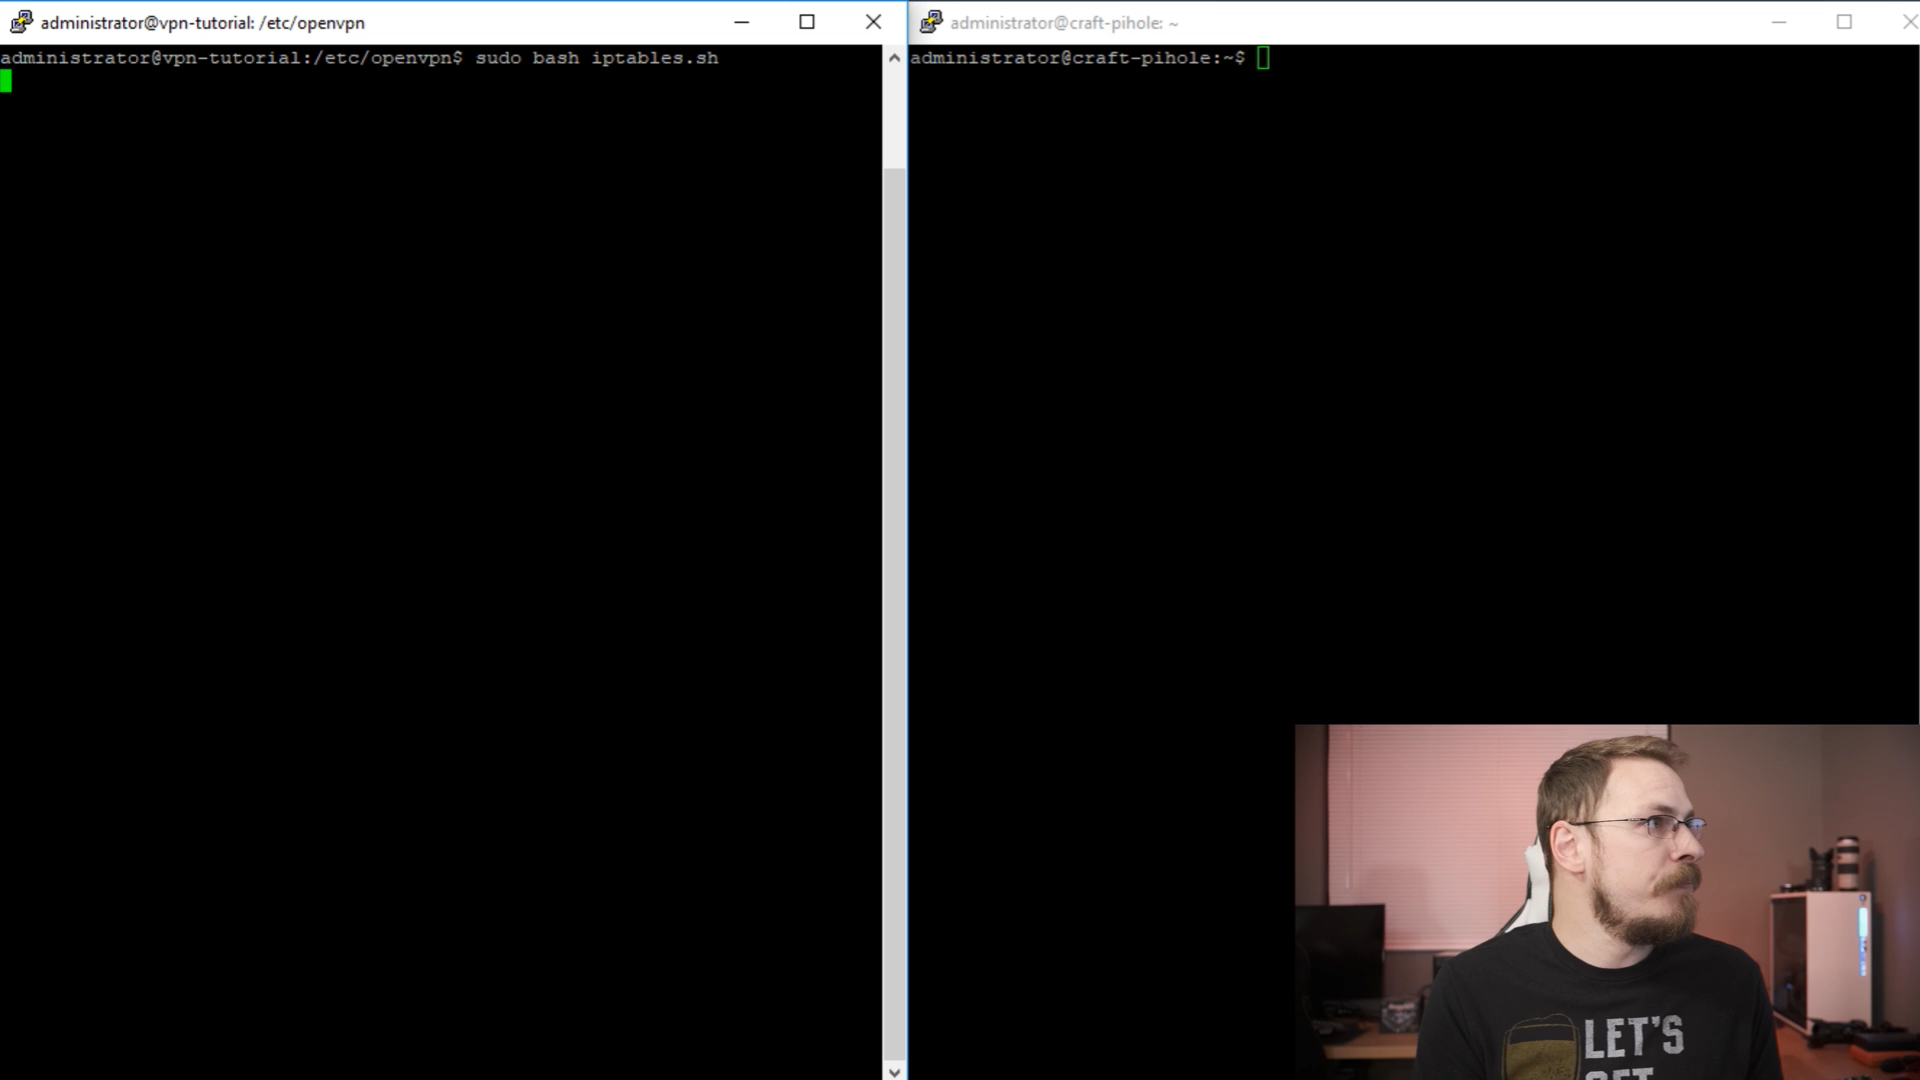 administrator@vpn-tutorial: /etc/openvpn
administrator@vpn-tutorial:/etc/openvpn$ sudo bash iptables.sh
administrator@craft-pihole: ~
administrator@craft-pihole:~$
LET'S
GET